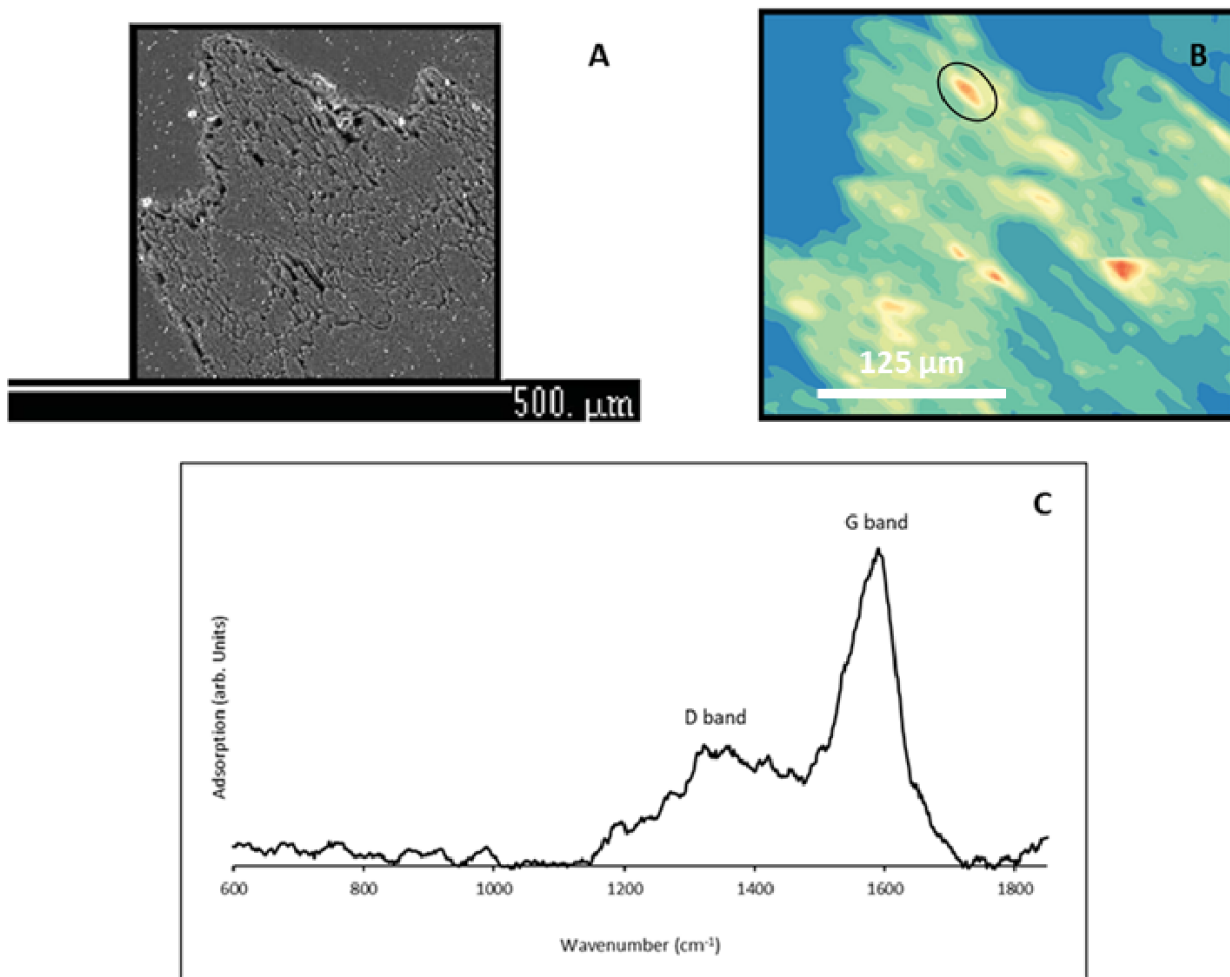 A
B
500. µm
125 µm
C
G band
D band
Adsorption (arb. Units)
600
800
1000
1200
1400
1600
1800
Wavenumber (cm⁻¹)